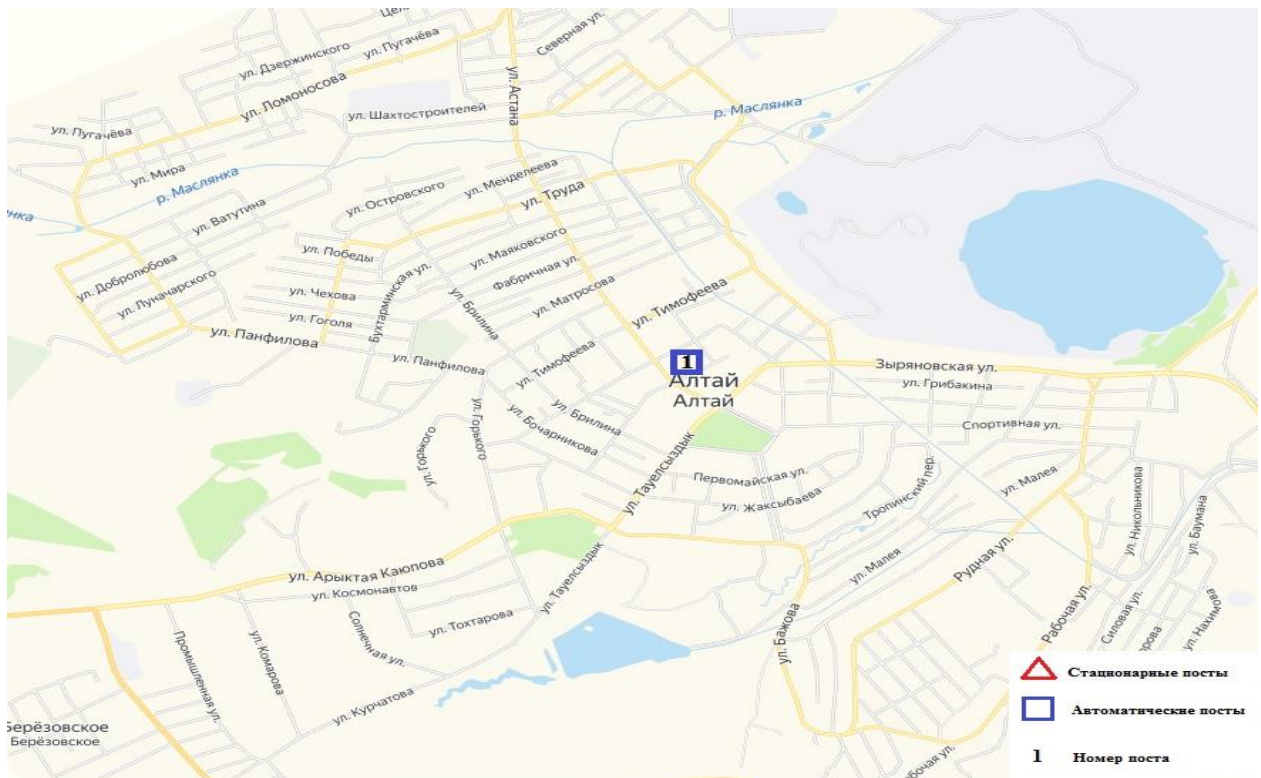 Цели
Северная ул.
ул. Пугачёва
ул. Дзержинского
ул. Ломоносова
ул. Астана
ул. Шахтостроителей
р. Маслянка
ул. Пугачёва
ул. Мира
р. Маслянка
ул. Менделеева
ул. Островского
ул. Труда
нка
ул. Ватутина
ул. Маяковского
ул. Победы
Фабричная ул.
ул. Добролюбова
ул. Луначарского
Бухтарминская ул.
ул. Чехова
ул. Брилина
ул. Матросова
ул. Тимофеева
ул. Гоголя
ул. Панфилова
ул. Панфилова
ул. Тимофеева
1
Алтай
Алтай
Зыряновская ул.
ул. Грибакина
ул. Горького
ул. Горького
ул. Брилина
ул. Бочарникова
Спортивная ул.
ул. Тауелсыздык
Первомайская ул.
ул. Жаксыбаева
Тропинский пер.
ул. Малея
ул. Никольникова
ул. Баумана
ул. Арыктая Каюпова
ул. Космонавтов
ул. Тауелсыздык
ул. Малея
Рудная ул.
ул. Тохтарова
Солнечная ул.
ул. Бажова
Рабочая ул.
Силовая ул.
орова
ул. Нахимова
Промышленная ул.
ул. Комарова
ул. Курчатова
Берёзовское
Берёзовское
бочая ул.
Стационарные посты
Автоматические посты
1 Номер поста